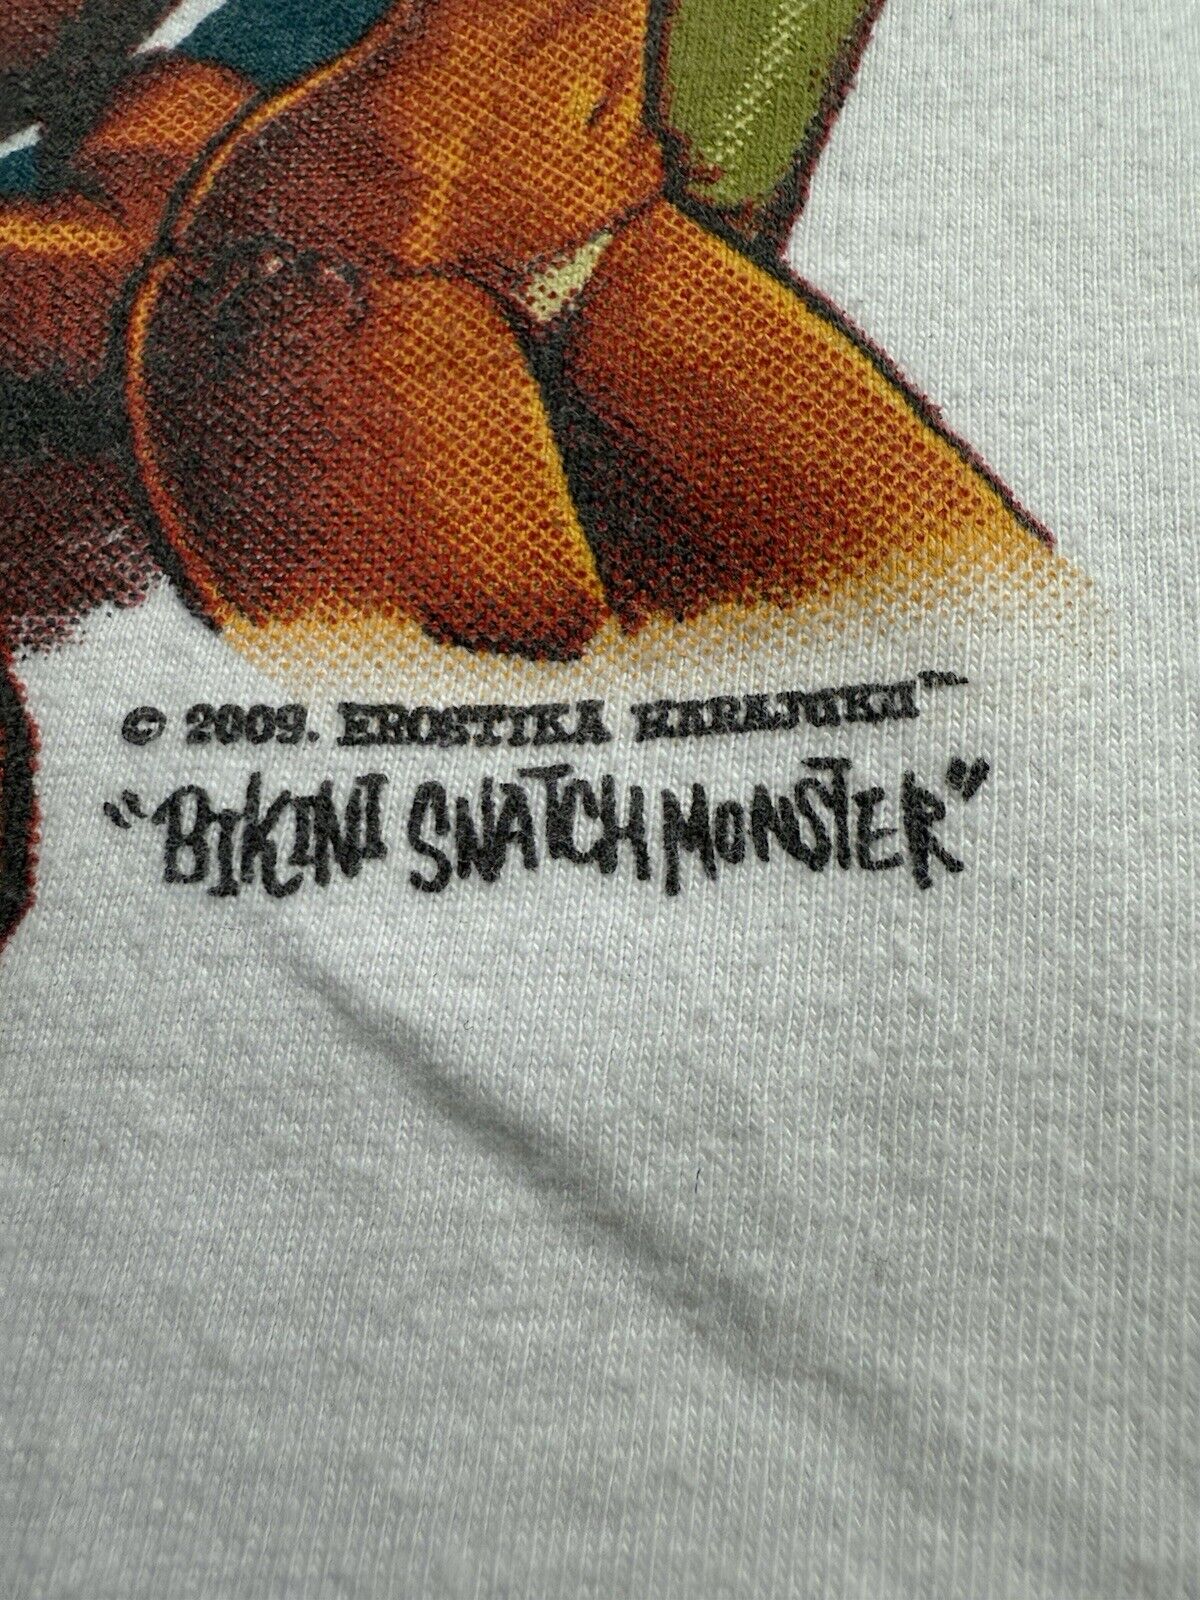 © 2009. EROSTIKA HARAJUKU™
"BIKINI SNATCH MONSTER"